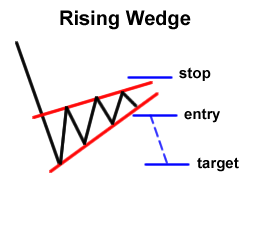 Rising Wedge
stop
entry
target